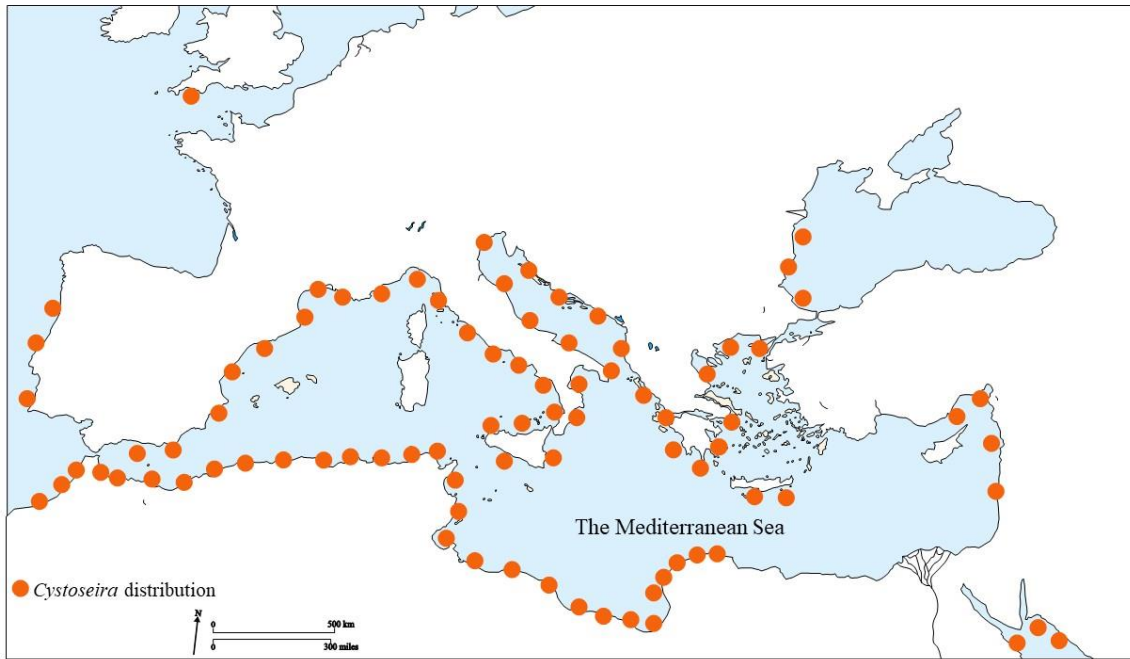 The Mediterranean Sea
Cystoseira distribution
N
0 500 km
0 300 miles